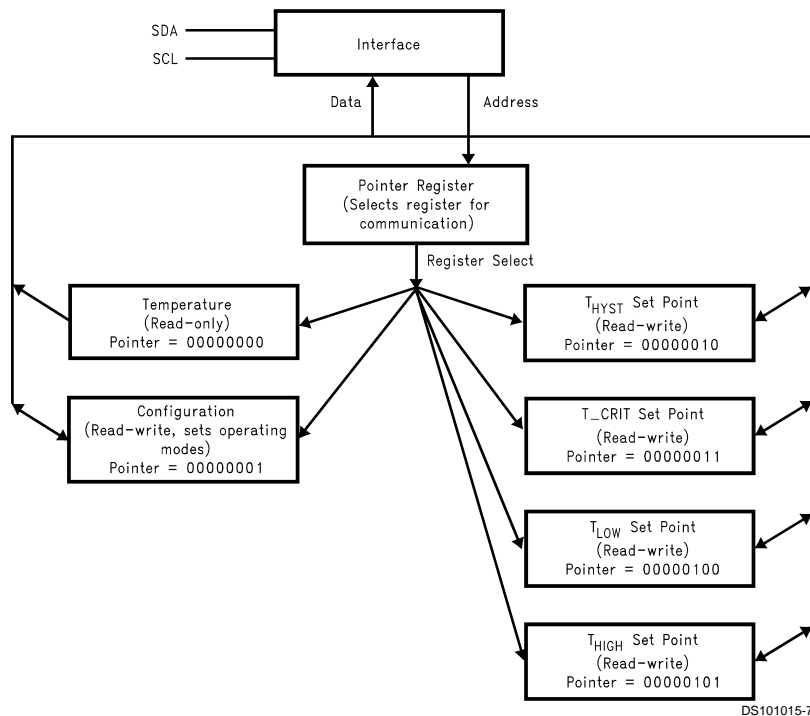 SDA
SCL
Interface
Data
Address
Pointer Register
(Selects register for
communication)
Register Select
Temperature
(Read-only)
Pointer = 00000000
Configuration
(Read-write, sets operating
modes)
Pointer = 00000001
THYST Set Point
(Read-write)
Pointer = 00000010
T_CRIT Set Point
(Read-write)
Pointer = 00000011
TLOW Set Point
(Read-write)
Pointer = 00000100
THIGH Set Point
(Read-write)
Pointer = 00000101
DS101015-7